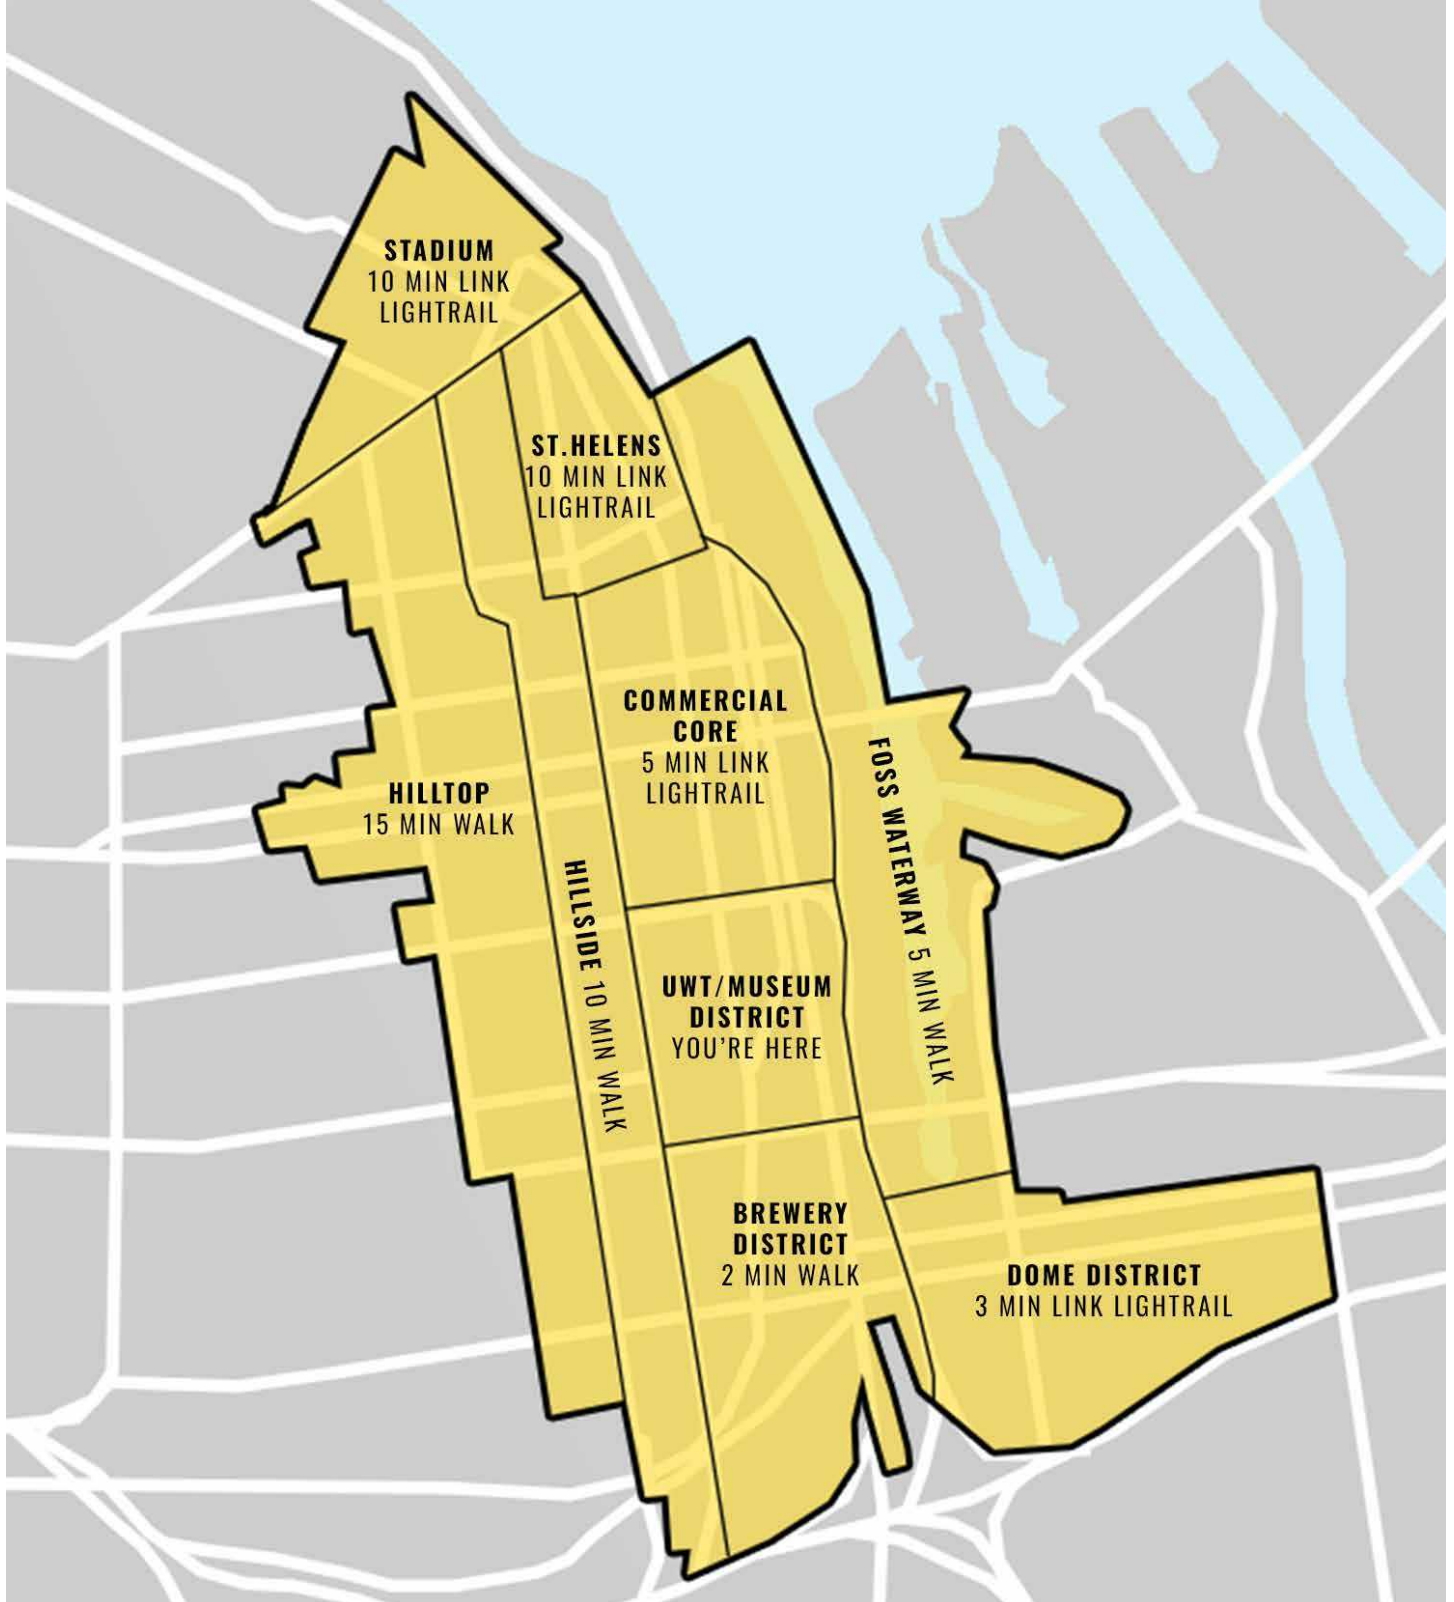 STADIUM
10 MIN LINK
LIGHTRAIL
ST.HELENS
10 MIN LINK
LIGHTRAIL
COMMERCIAL
CORE
5 MIN LINK
LIGHTRAIL
FOSS WATERWAY 5 MIN WALK
HILLTOP
15 MIN WALK
HILLSIDE 10 MIN WALK
UWT/MUSEUM
DISTRICT
YOU'RE HERE
BREWERY
DISTRICT
2 MIN WALK
DOME DISTRICT
3 MIN LINK LIGHTRAIL